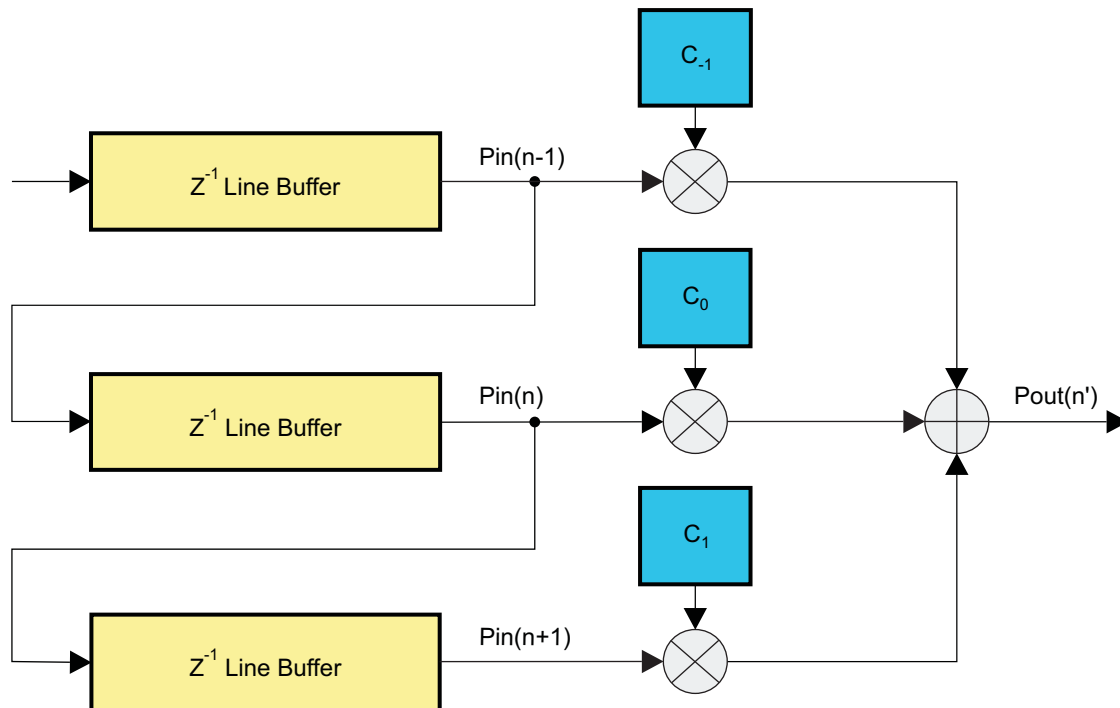 C-1
Z-1 Line Buffer
Pin(n-1)
C0
Z-1 Line Buffer
Pin(n)
Pout(n')
C1
Z-1 Line Buffer
Pin(n+1)